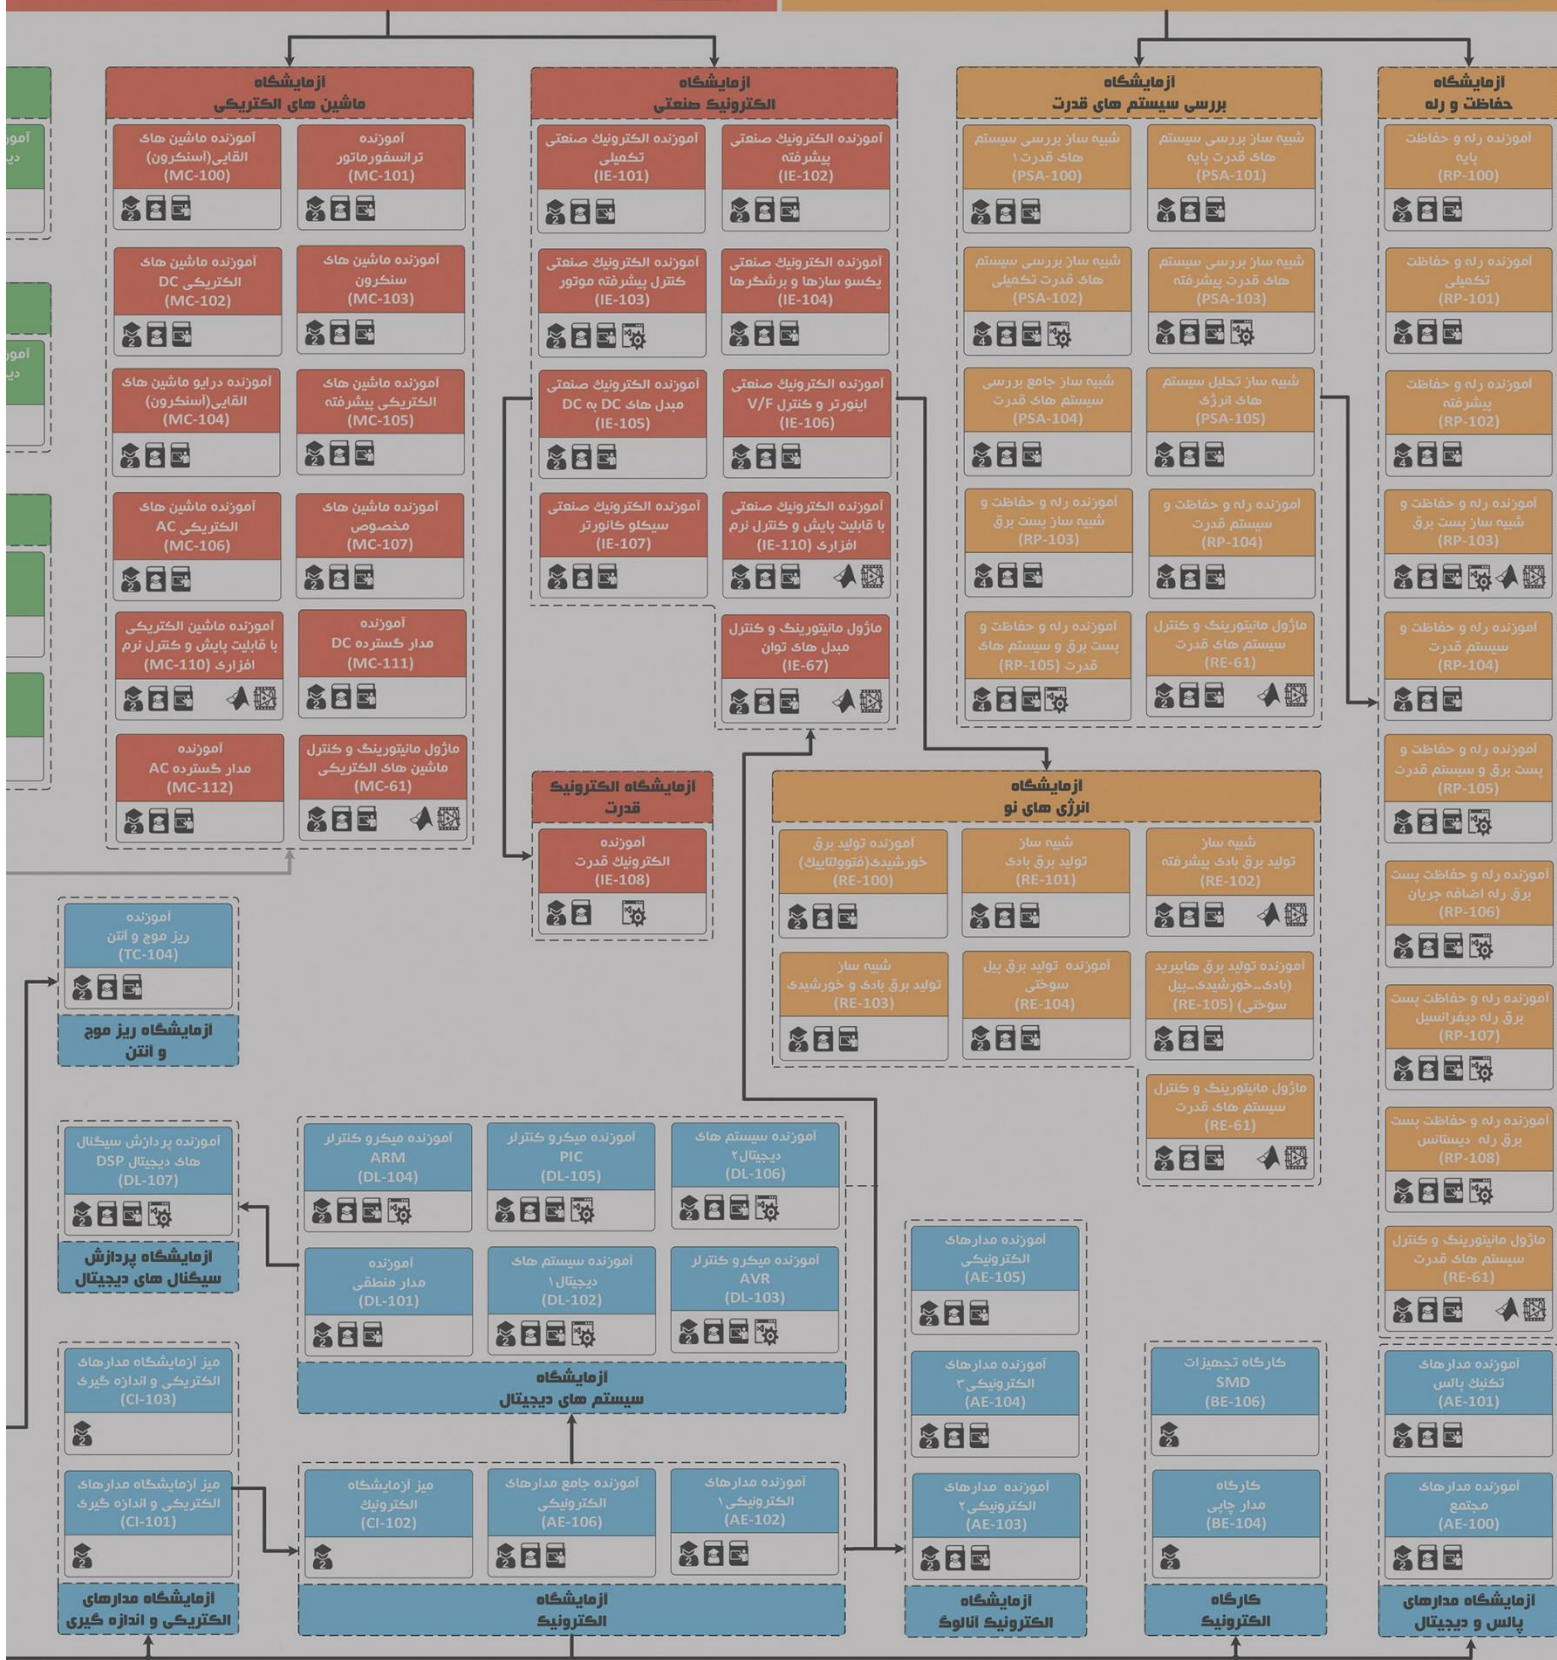 آزمایشگاه
ماشین های الکتریکی
آموزنده ماشین های
القایی(آسنکرون)
(MC-100)
آموزنده
ترانسفورماتور
(MC-101)
آموزنده ماشین های
الکتریکی DC
(MC-102)
آموزنده ماشین های
سنکرون
(MC-103)
آموزنده درایو ماشین های
القایی(آسنکرون)
(MC-104)
آموزنده ماشین های
الکتریکی پیشرفته
(MC-105)
آموزنده ماشین های
الکتریکی AC
(MC-106)
آموزنده ماشین های
مخصوص
(MC-107)
آموزنده ماشین الکتریکی
با قابلیت پایش و کنترل نرم
افزاری (MC-110)
آموزنده
مدار گسترده DC
(MC-111)
آموزنده
مدار گسترده AC
(MC-112)
ماژول مانیتورینگ و کنترل
ماشین های الکتریکی
(MC-61)
آزمایشگاه
الکترونیک صنعتی
آموزنده الکترونیک صنعتی
تکمیلی
(IE-101)
آموزنده الکترونیک صنعتی
پیشرفته
(IE-102)
آموزنده الکترونیک صنعتی
کنترل پیشرفته موتور
(IE-103)
آموزنده الکترونیک صنعتی
یکسو سازها و برشگرها
(IE-104)
آموزنده الکترونیک صنعتی
مبدل های DC به DC
(IE-105)
آموزنده الکترونیک صنعتی
اینورتر و کنترل V/F
(IE-106)
آموزنده الکترونیک صنعتی
سیکلو کانورتر
(IE-107)
آموزنده الکترونیک صنعتی
با قابلیت پایش و کنترل نرم
افزاری (IE-110)
ماژول مانیتورینگ و کنترل
مبدل های توان
(IE-67)
آزمایشگاه الکترونیک
قدرت
آموزنده
الکترونیک قدرت
(IE-108)
آزمایشگاه
بررسی سیستم های قدرت
شبیه ساز بررسی سیستم
های قدرت ۱
(PSA-100)
شبیه ساز بررسی سیستم
های قدرت پایه
(PSA-101)
شبیه ساز بررسی سیستم
های قدرت تکمیلی
(PSA-102)
شبیه ساز بررسی سیستم
های قدرت پیشرفته
(PSA-103)
شبیه ساز جامع بررسی
سیستم های قدرت
(PSA-104)
شبیه ساز تحلیل سیستم
های انرژی
(PSA-105)
آموزنده رله و حفاظت و
شبیه ساز پست برق
(RP-103)
آموزنده رله و حفاظت و
سیستم قدرت
(RP-104)
آموزنده رله و حفاظت و
پست برق و سیستم های
قدرت (RP-105)
ماژول مانیتورینگ و کنترل
سیستم های قدرت
(RE-61)
آزمایشگاه
حفاظت و رله
آموزنده رله و حفاظت
پایه
(RP-100)
آموزنده رله و حفاظت
تکمیلی
(RP-101)
آموزنده رله و حفاظت
پیشرفته
(RP-102)
آموزنده رله و حفاظت و
شبیه ساز پست برق
(RP-103)
آموزنده رله و حفاظت و
سیستم قدرت
(RP-104)
آموزنده رله و حفاظت و
پست برق و سیستم قدرت
(RP-105)
آموزنده رله و حفاظت پست
برق رله اضافه جریان
(RP-106)
آموزنده رله و حفاظت پست
برق رله دیفرانسیل
(RP-107)
آموزنده رله و حفاظت پست
برق رله دیستانس
(RP-108)
ماژول مانیتورینگ و کنترل
سیستم های قدرت
(RE-61)
آزمایشگاه
انرژی های نو
آموزنده تولید برق
خورشیدی(فتوولتاییک)
(RE-100)
شبیه ساز
تولید برق بادی
(RE-101)
شبیه ساز
تولید برق بادی پیشرفته
(RE-102)
شبیه ساز
تولید برق بادی و خورشیدی
(RE-103)
آموزنده تولید برق پیل
سوختی
(RE-104)
آموزنده تولید برق هایبرید
(بادی-خورشیدی-پیل
سوختی) (RE-105)
ماژول مانیتورینگ و کنترل
سیستم های قدرت
(RE-61)
آموزنده
ریز موج و آنتن
(TC-104)
آزمایشگاه ریز موج
و آنتن
آموزنده پردازش سیگنال
های دیجیتال DSP
(DL-107)
آزمایشگاه پردازش
سیگنال های دیجیتال
آموزنده میکرو کنترلر
ARM
(DL-104)
آموزنده میکرو کنترلر
PIC
(DL-105)
آموزنده سیستم های
دیجیتال۲
(DL-106)
آموزنده
مدار منطقی
(DL-101)
آموزنده سیستم های
دیجیتال۱
(DL-102)
آموزنده میکرو کنترلر
AVR
(DL-103)
آزمایشگاه
سیستم های دیجیتال
میز آزمایشگاه مدارهای
الکتریکی و اندازه گیری
(CI-103)
میز آزمایشگاه مدارهای
الکتریکی و اندازه گیری
(CI-101)
آزمایشگاه مدارهای
الکتریکی و اندازه گیری
میز آزمایشگاه
الکترونیک
(CI-102)
آموزنده جامع مدارهای
الکترونیکی
(AE-106)
آموزنده مدارهای
الکترونیکی ۱
(AE-102)
آزمایشگاه
الکترونیک
آموزنده مدارهای
الکترونیکی
(AE-105)
آموزنده مدارهای
الکترونیکی ۳
(AE-104)
آموزنده مدارهای
الکترونیکی ۲
(AE-103)
آزمایشگاه
الکترونیک آنالوگ
کارگاه تجهیزات
SMD
(BE-106)
کارگاه
مدار چاپی
(BE-104)
کارگاه
الکترونیک
آموزنده مدارهای
تکنیک پالس
(AE-101)
آموزنده مدارهای
مجتمع
(AE-100)
آزمایشگاه مدارهای
پالس و دیجیتال